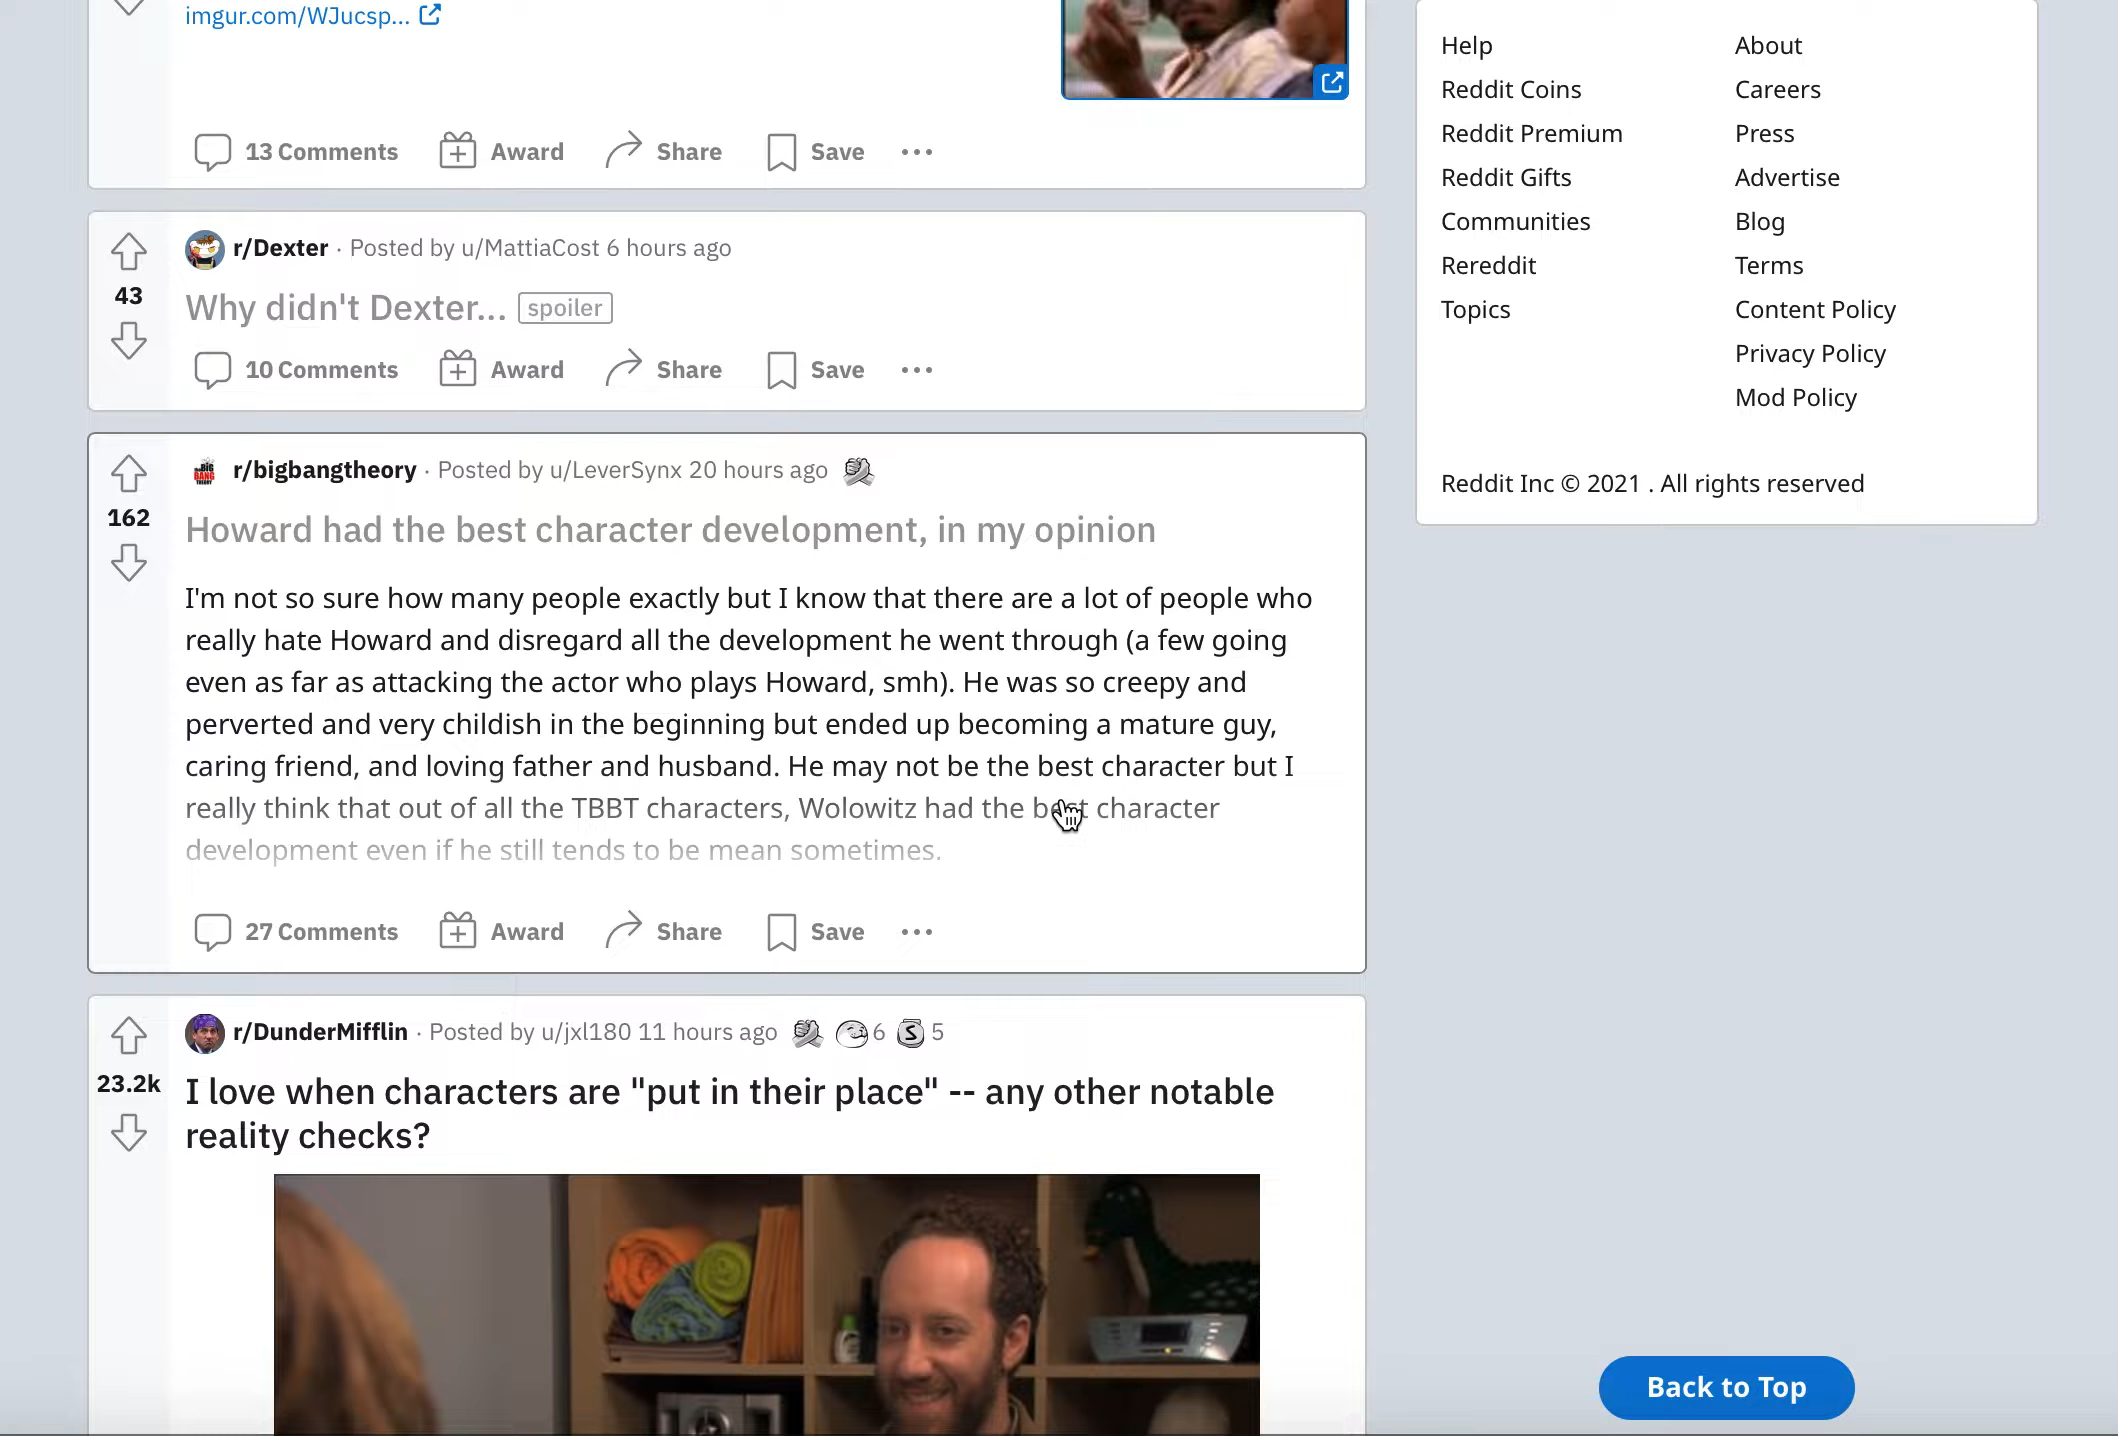 imgur.com/WJucsp...
13 Comments Award Share Save
r/Dexter · Posted by u/MattiaCost 6 hours ago
43
Why didn't Dexter... spoiler
10 Comments Award Share Save
r/bigbangtheory · Posted by u/LeverSynx 20 hours ago
162
Howard had the best character development, in my opinion
I'm not so sure how many people exactly but I know that there are a lot of people who
really hate Howard and disregard all the development he went through (a few going
even as far as attacking the actor who plays Howard, smh). He was so creepy and
perverted and very childish in the beginning but ended up becoming a mature guy,
caring friend, and loving father and husband. He may not be the best character but I
really think that out of all the TBBT characters, Wolowitz had the best character
development even if he still tends to be mean sometimes.
27 Comments Award Share Save
r/DunderMifflin · Posted by u/jxl180 11 hours ago 6 S 5
23.2k
I love when characters are "put in their place" -- any other notable
reality checks?
Help About
Reddit Coins Careers
Reddit Premium Press
Reddit Gifts Advertise
Communities Blog
Rereddit Terms
Topics Content Policy
Privacy Policy
Mod Policy
Reddit Inc © 2021 . All rights reserved
Back to Top